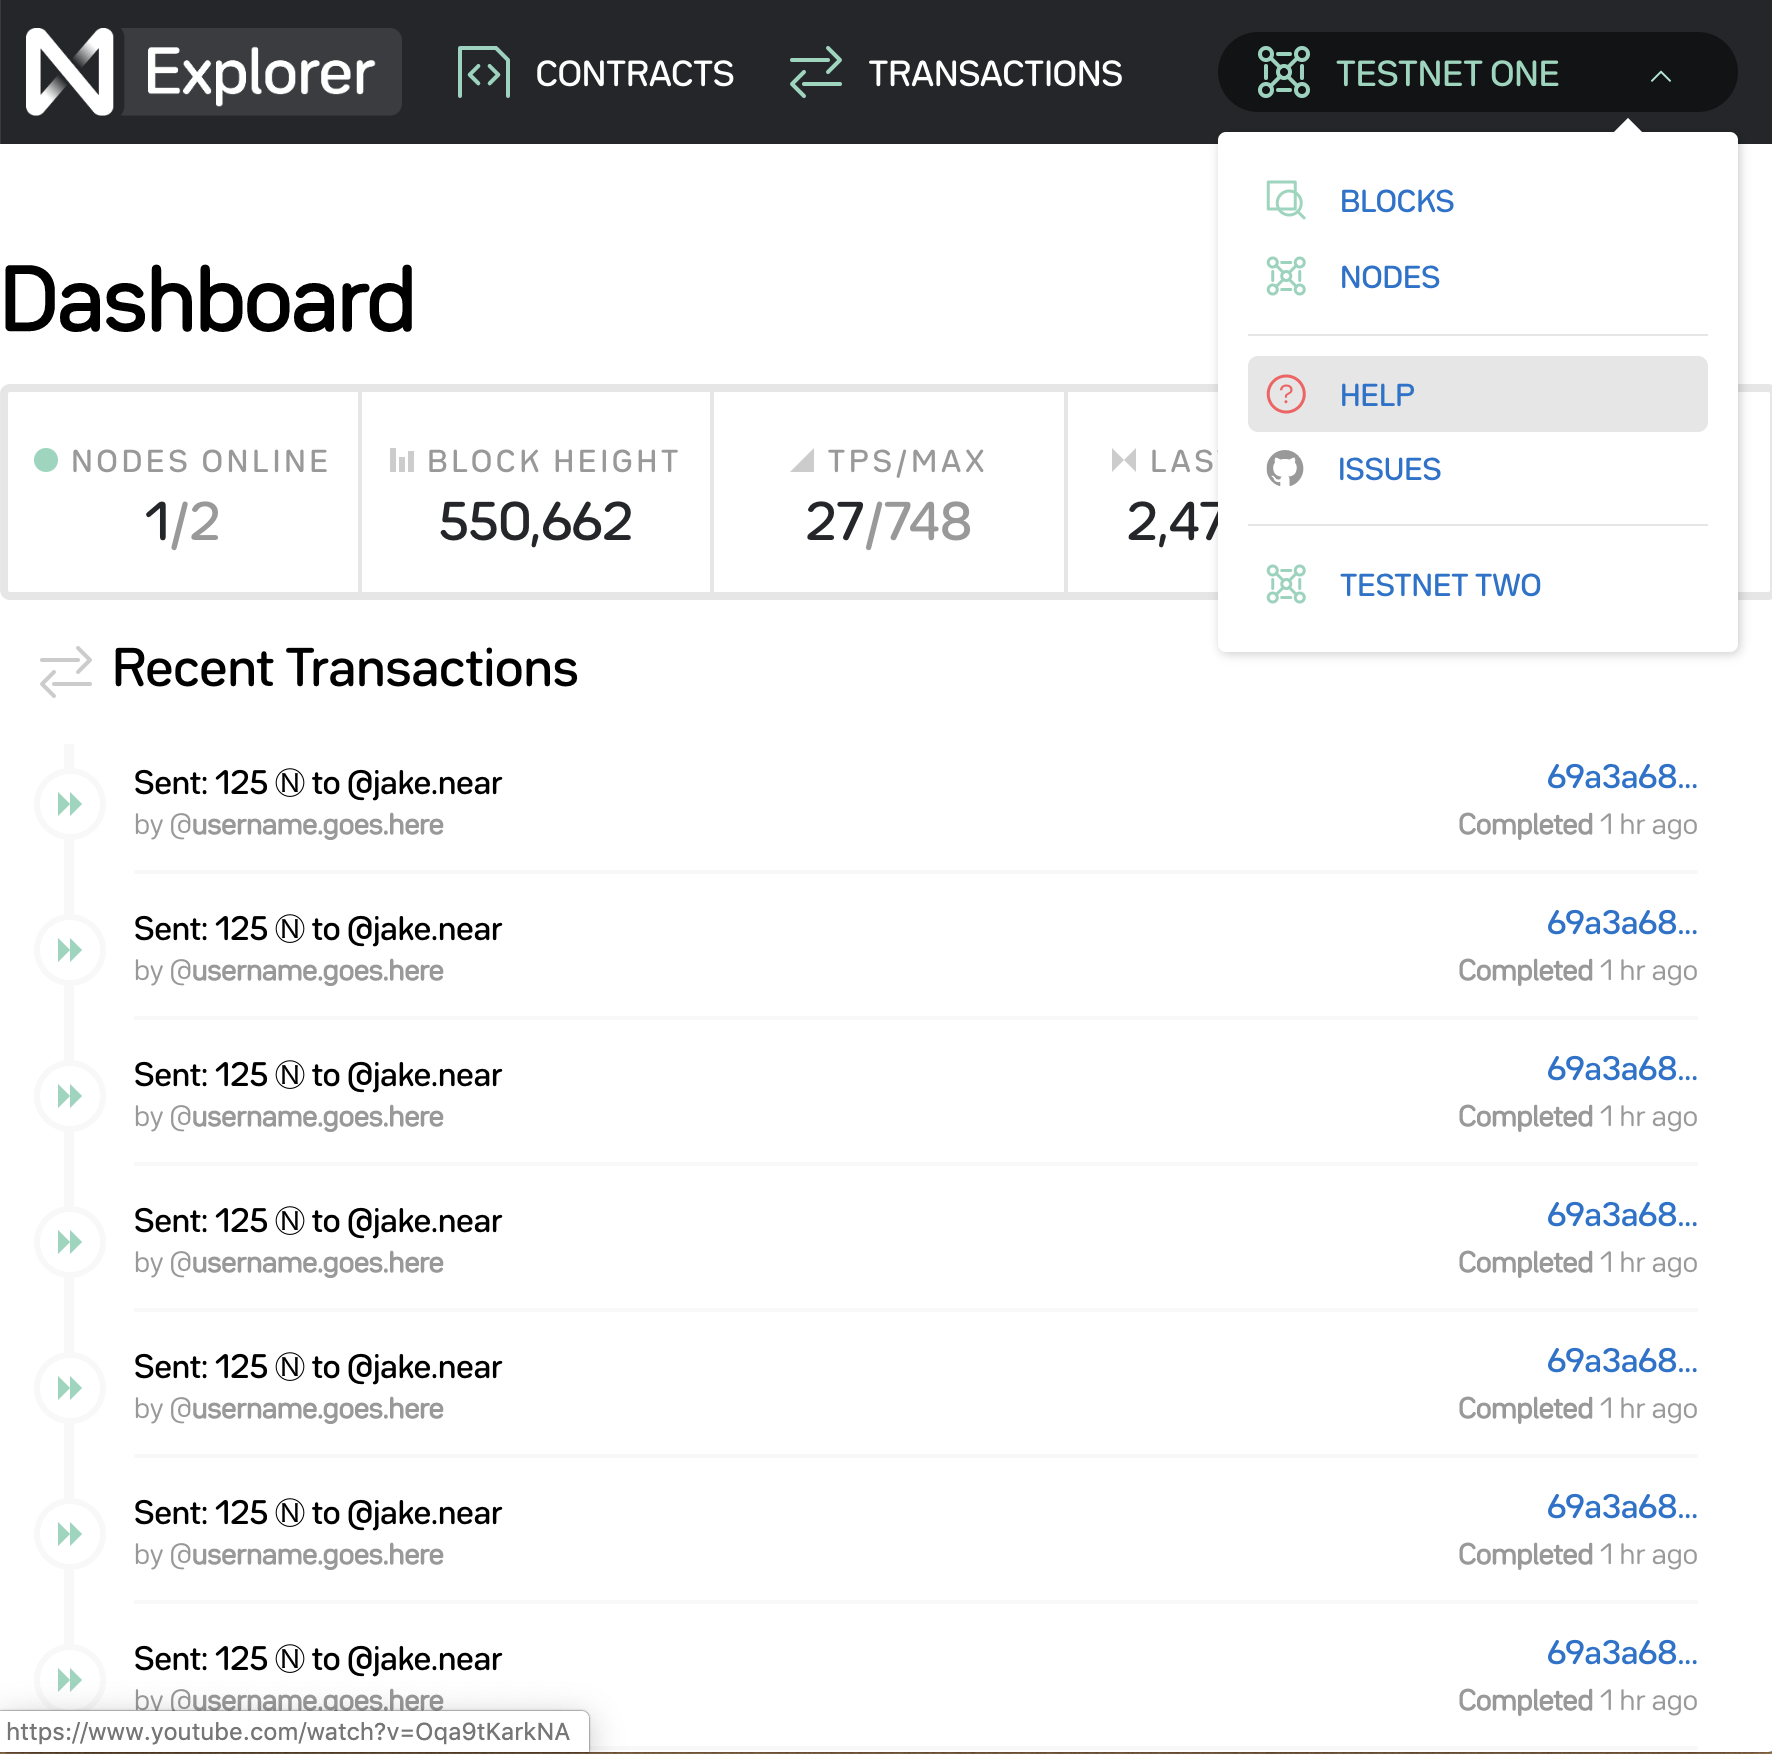 Explorer
CONTRACTS
TRANSACTIONS
TESTNET ONE
BLOCKS
NODES
HELP
ISSUES
TESTNET TWO
Dashboard
NODES ONLINE
1/2
BLOCK HEIGHT
550,662
TPS/MAX
27/748
Recent Transactions
Sent: 125 Ⓝ to @jake.near
69a3a68...
by @username.goes.here
Completed 1 hr ago
Sent: 125 Ⓝ to @jake.near
69a3a68...
by @username.goes.here
Completed 1 hr ago
Sent: 125 Ⓝ to @jake.near
69a3a68...
by @username.goes.here
Completed 1 hr ago
Sent: 125 Ⓝ to @jake.near
69a3a68...
by @username.goes.here
Completed 1 hr ago
Sent: 125 Ⓝ to @jake.near
69a3a68...
by @username.goes.here
Completed 1 hr ago
Sent: 125 Ⓝ to @jake.near
69a3a68...
by @username.goes.here
Completed 1 hr ago
Sent: 125 Ⓝ to @jake.near
69a3a68...
by @username.goes.here
Completed 1 hr ago
https://www.youtube.com/watch?v=Oqa9tKarkNA